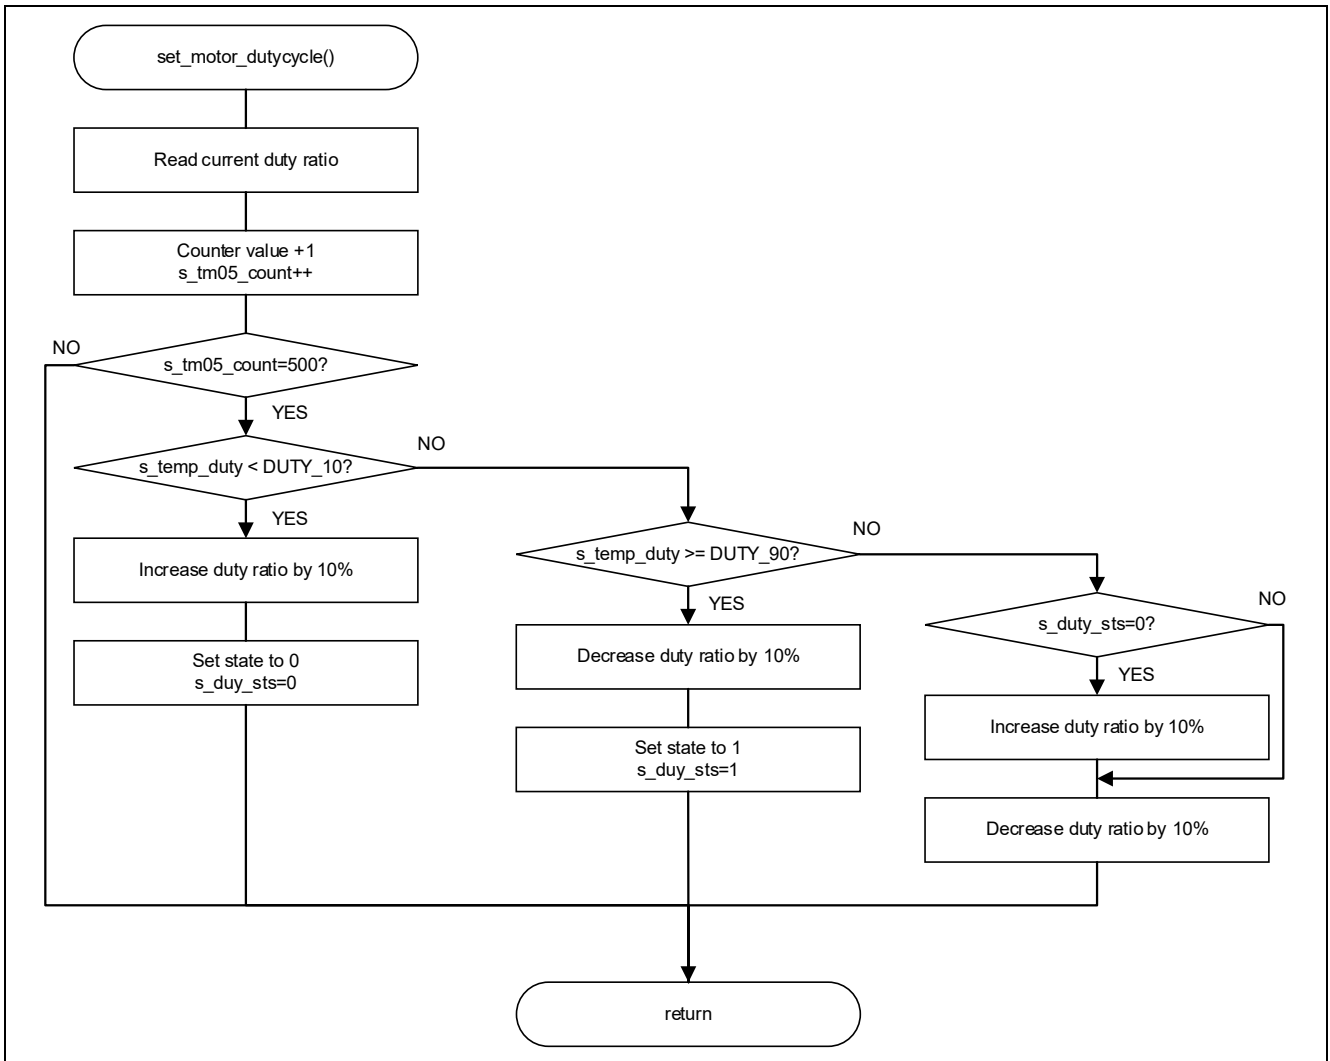 set_motor_dutycycle()
Read current duty ratio
Counter value +1
s_tm05_count++
NO
s_tm05_count=500?
YES
NO
s_temp_duty < DUTY_10?
YES
Increase duty ratio by 10%
Set state to 0
s_duy_sts=0
NO
s_temp_duty >= DUTY_90?
YES
Decrease duty ratio by 10%
Set state to 1
s_duy_sts=1
NO
s_duty_sts=0?
YES
Increase duty ratio by 10%
Decrease duty ratio by 10%
return